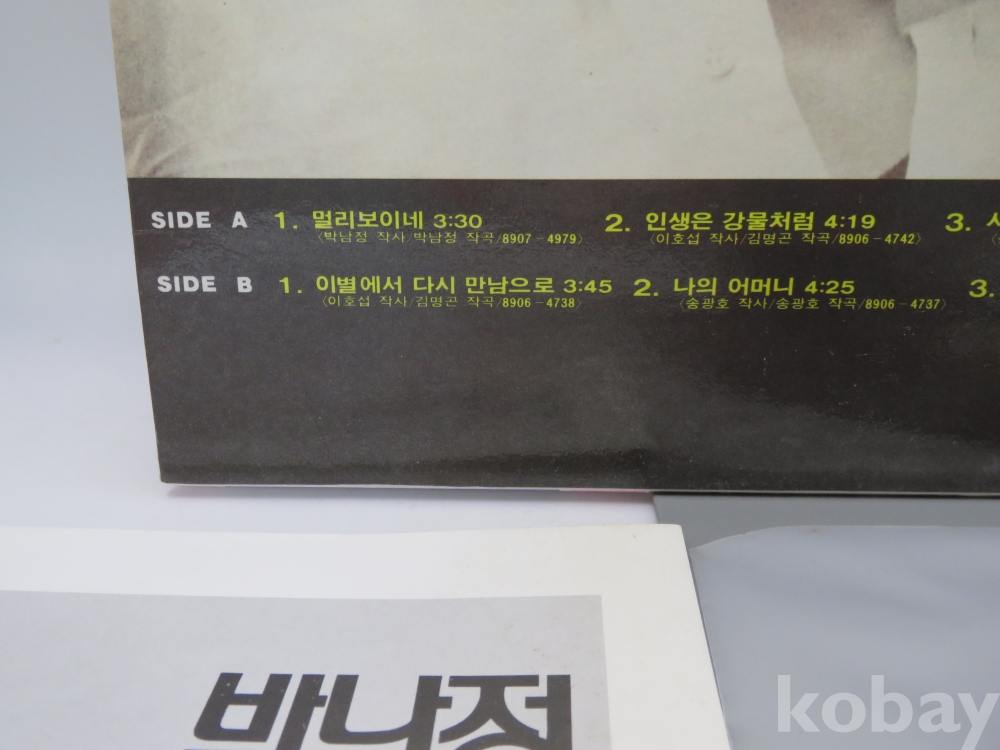 SIDE A 1. 멀리보이네 3:30 2. 인생은 강물처럼 4:19 3.
〈박남정 작사/박남정 작곡/8907-4979〉 〈이호섭 작사/김명곤 작곡/8906-4742〉
SIDE B 1. 이별에서 다시 만남으로 3:45 2. 나의 어머니 4:25 3.
〈이호섭 작사/김명곤 작곡/8906-4738〉 〈송광호 작사/송광호 작곡/8906-4737〉
박남정
kobay